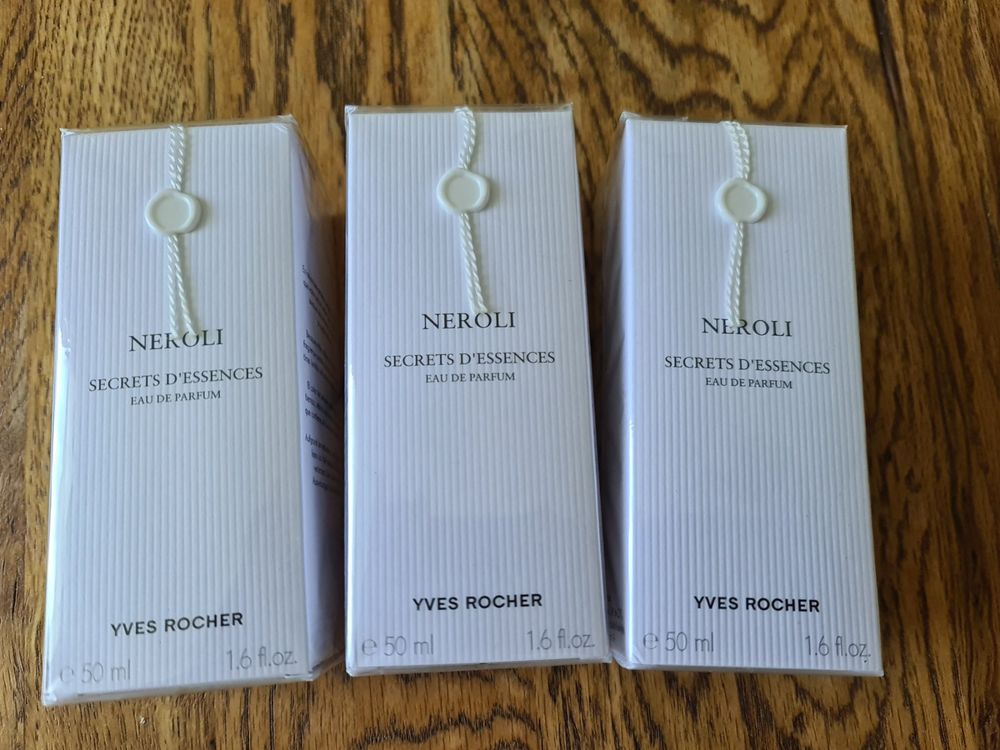 NEROLI
SECRETS D'ESSENCES
EAU DE PARFUM
YVES ROCHER
℮ 50 ml 1.6 fl.oz.
NEROLI
SECRETS D'ESSENCES
EAU DE PARFUM
YVES ROCHER
℮ 50 ml 1.6 fl.oz.
NEROLI
SECRETS D'ESSENCES
EAU DE PARFUM
YVES ROCHER
℮ 50 ml 1.6 fl.oz.